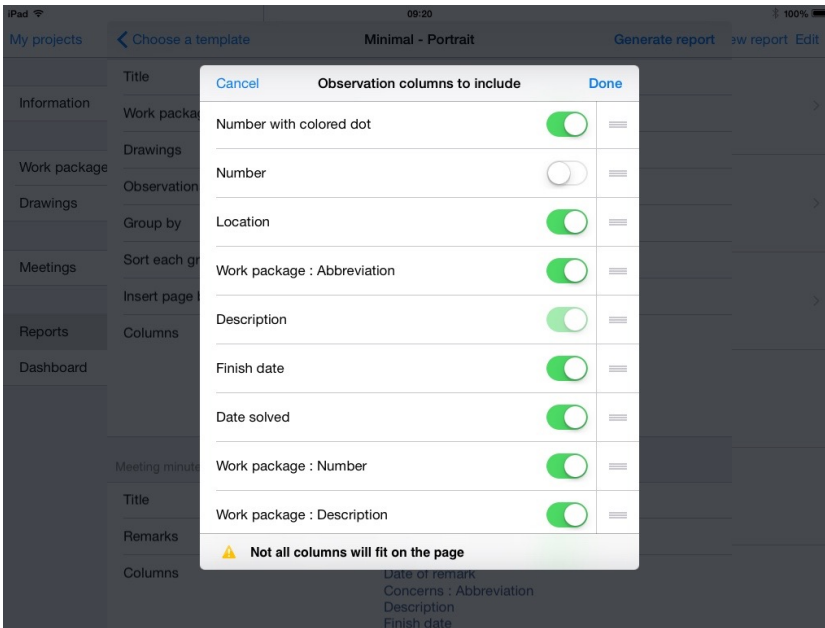 iPad 09:20 100%
My projects Choose a template Minimal - Portrait Generate report ew report Edit
Title
Cancel Observation columns to include Done
Information
Work packag
Number with colored dot
Drawings
Work package
Observation
Number
Drawings
Group by
Location
Meetings
Sort each gr
Work package : Abbreviation
Insert page b
Reports
Columns
Description
Dashboard
Finish date
Date solved
Meeting minute
Work package : Number
Title
Work package : Description
Remarks
Not all columns will fit on the page
Columns
Date of remark
Concerns : Abbreviation
Description
Finish date